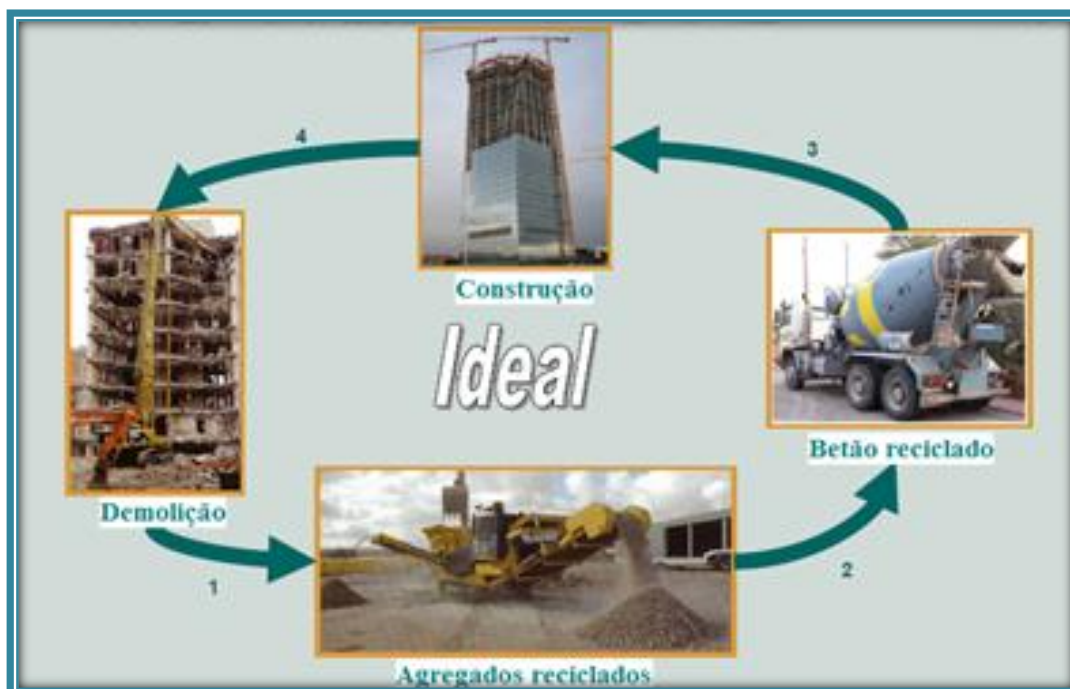 4
3
Construção
Ideal
Betão reciclado
Demolição
1
2
Agregados reciclados